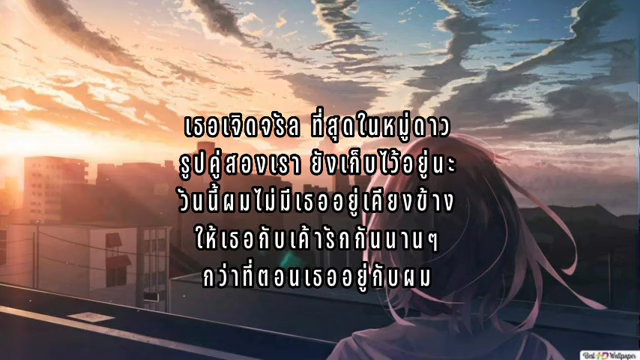 เธอเจิดจรัล ที่สุดในหมู่ดาว
รูปคู่สองเรา ยังเก็บไว้อยู่นะ
วันนี้ผมไม่มีเธออยู่เคียงข้าง
ให้เธอกับเค้ารักกันนานๆ
กว่าที่ตอนเธออยู่กับผม
Best HD Wallpaper